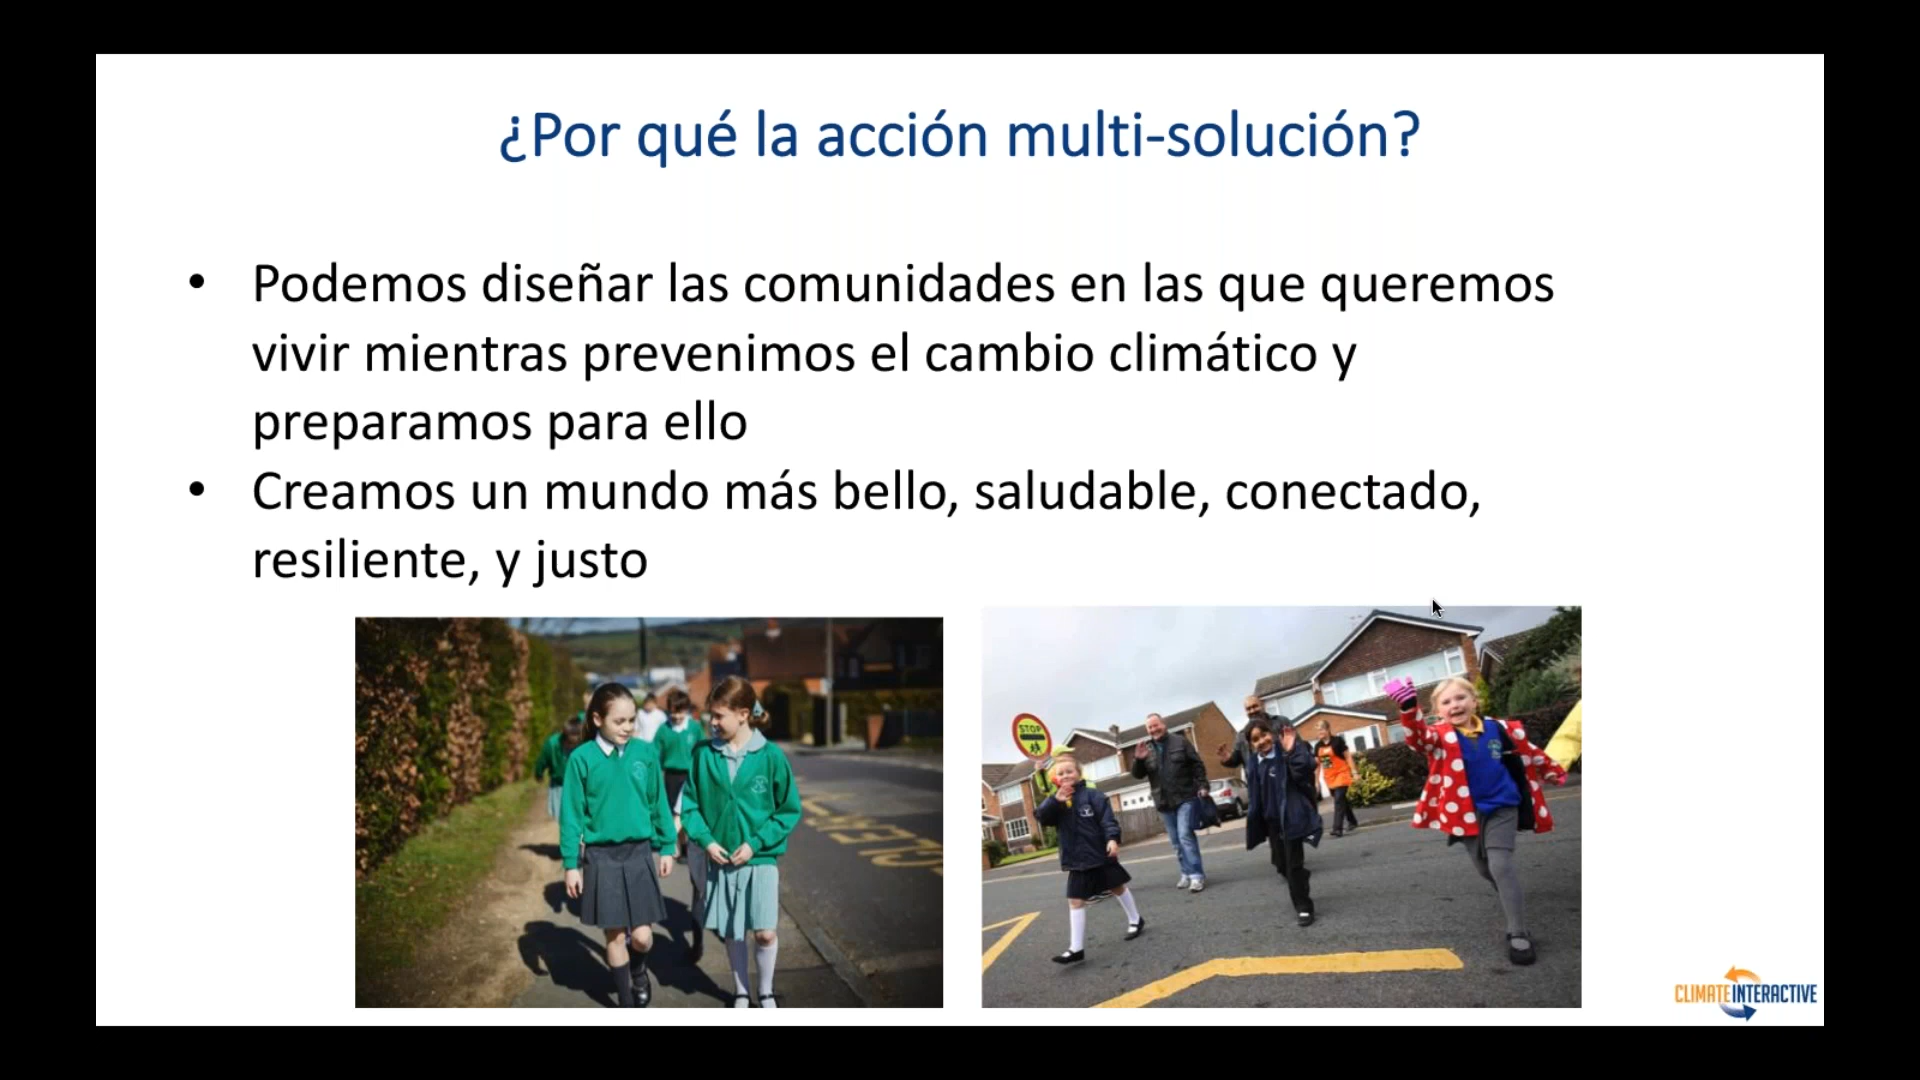 ¿Por qué la acción multi-solución?
• Podemos diseñar las comunidades en las que queremos
vivir mientras prevenimos el cambio climático y
preparamos para ello
• Creamos un mundo más bello, saludable, conectado,
resiliente, y justo
STOP
CLIMATE INTERACTIVE